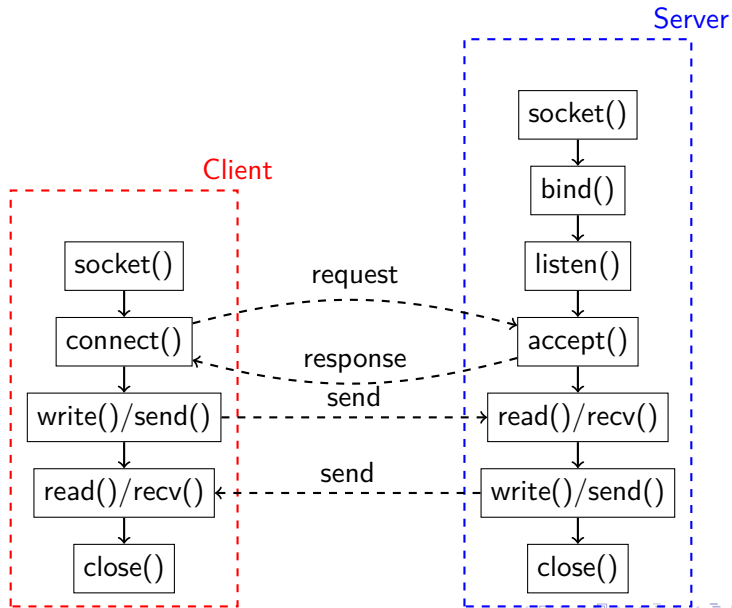 Server
socket()
Client
bind()
socket()
listen()
request
connect()
accept()
response
write()/send()
send
read()/recv()
read()/recv()
send
write()/send()
close()
close()